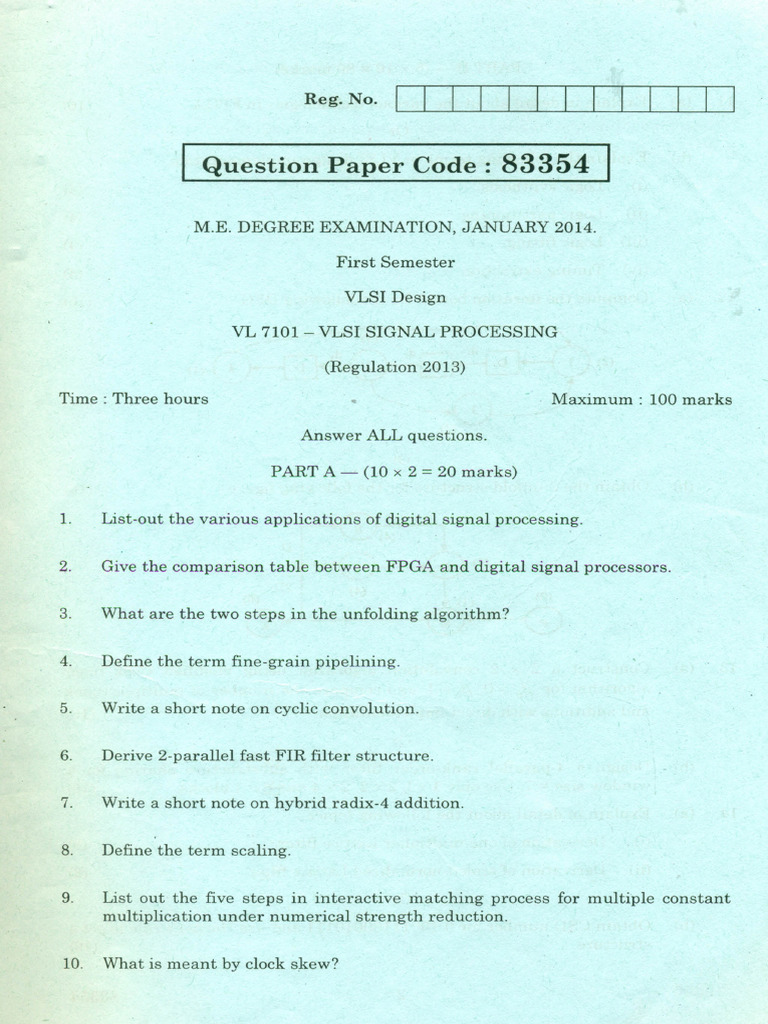 Reg. No.
Question Paper Code : 83354
M.E. DEGREE EXAMINATION, JANUARY 2014.
First Semester
VLSI Design
VL 7101 – VLSI SIGNAL PROCESSING
(Regulation 2013)
Time : Three hours Maximum : 100 marks
Answer ALL questions.
PART A — (10 × 2 = 20 marks)
1. List-out the various applications of digital signal processing.
2. Give the comparison table between FPGA and digital signal processors.
3. What are the two steps in the unfolding algorithm?
4. Define the term fine-grain pipelining.
5. Write a short note on cyclic convolution.
6. Derive 2-parallel fast FIR filter structure.
7. Write a short note on hybrid radix-4 addition.
8. Define the term scaling.
9. List out the five steps in interactive matching process for multiple constant
multiplication under numerical strength reduction.
10. What is meant by clock skew?